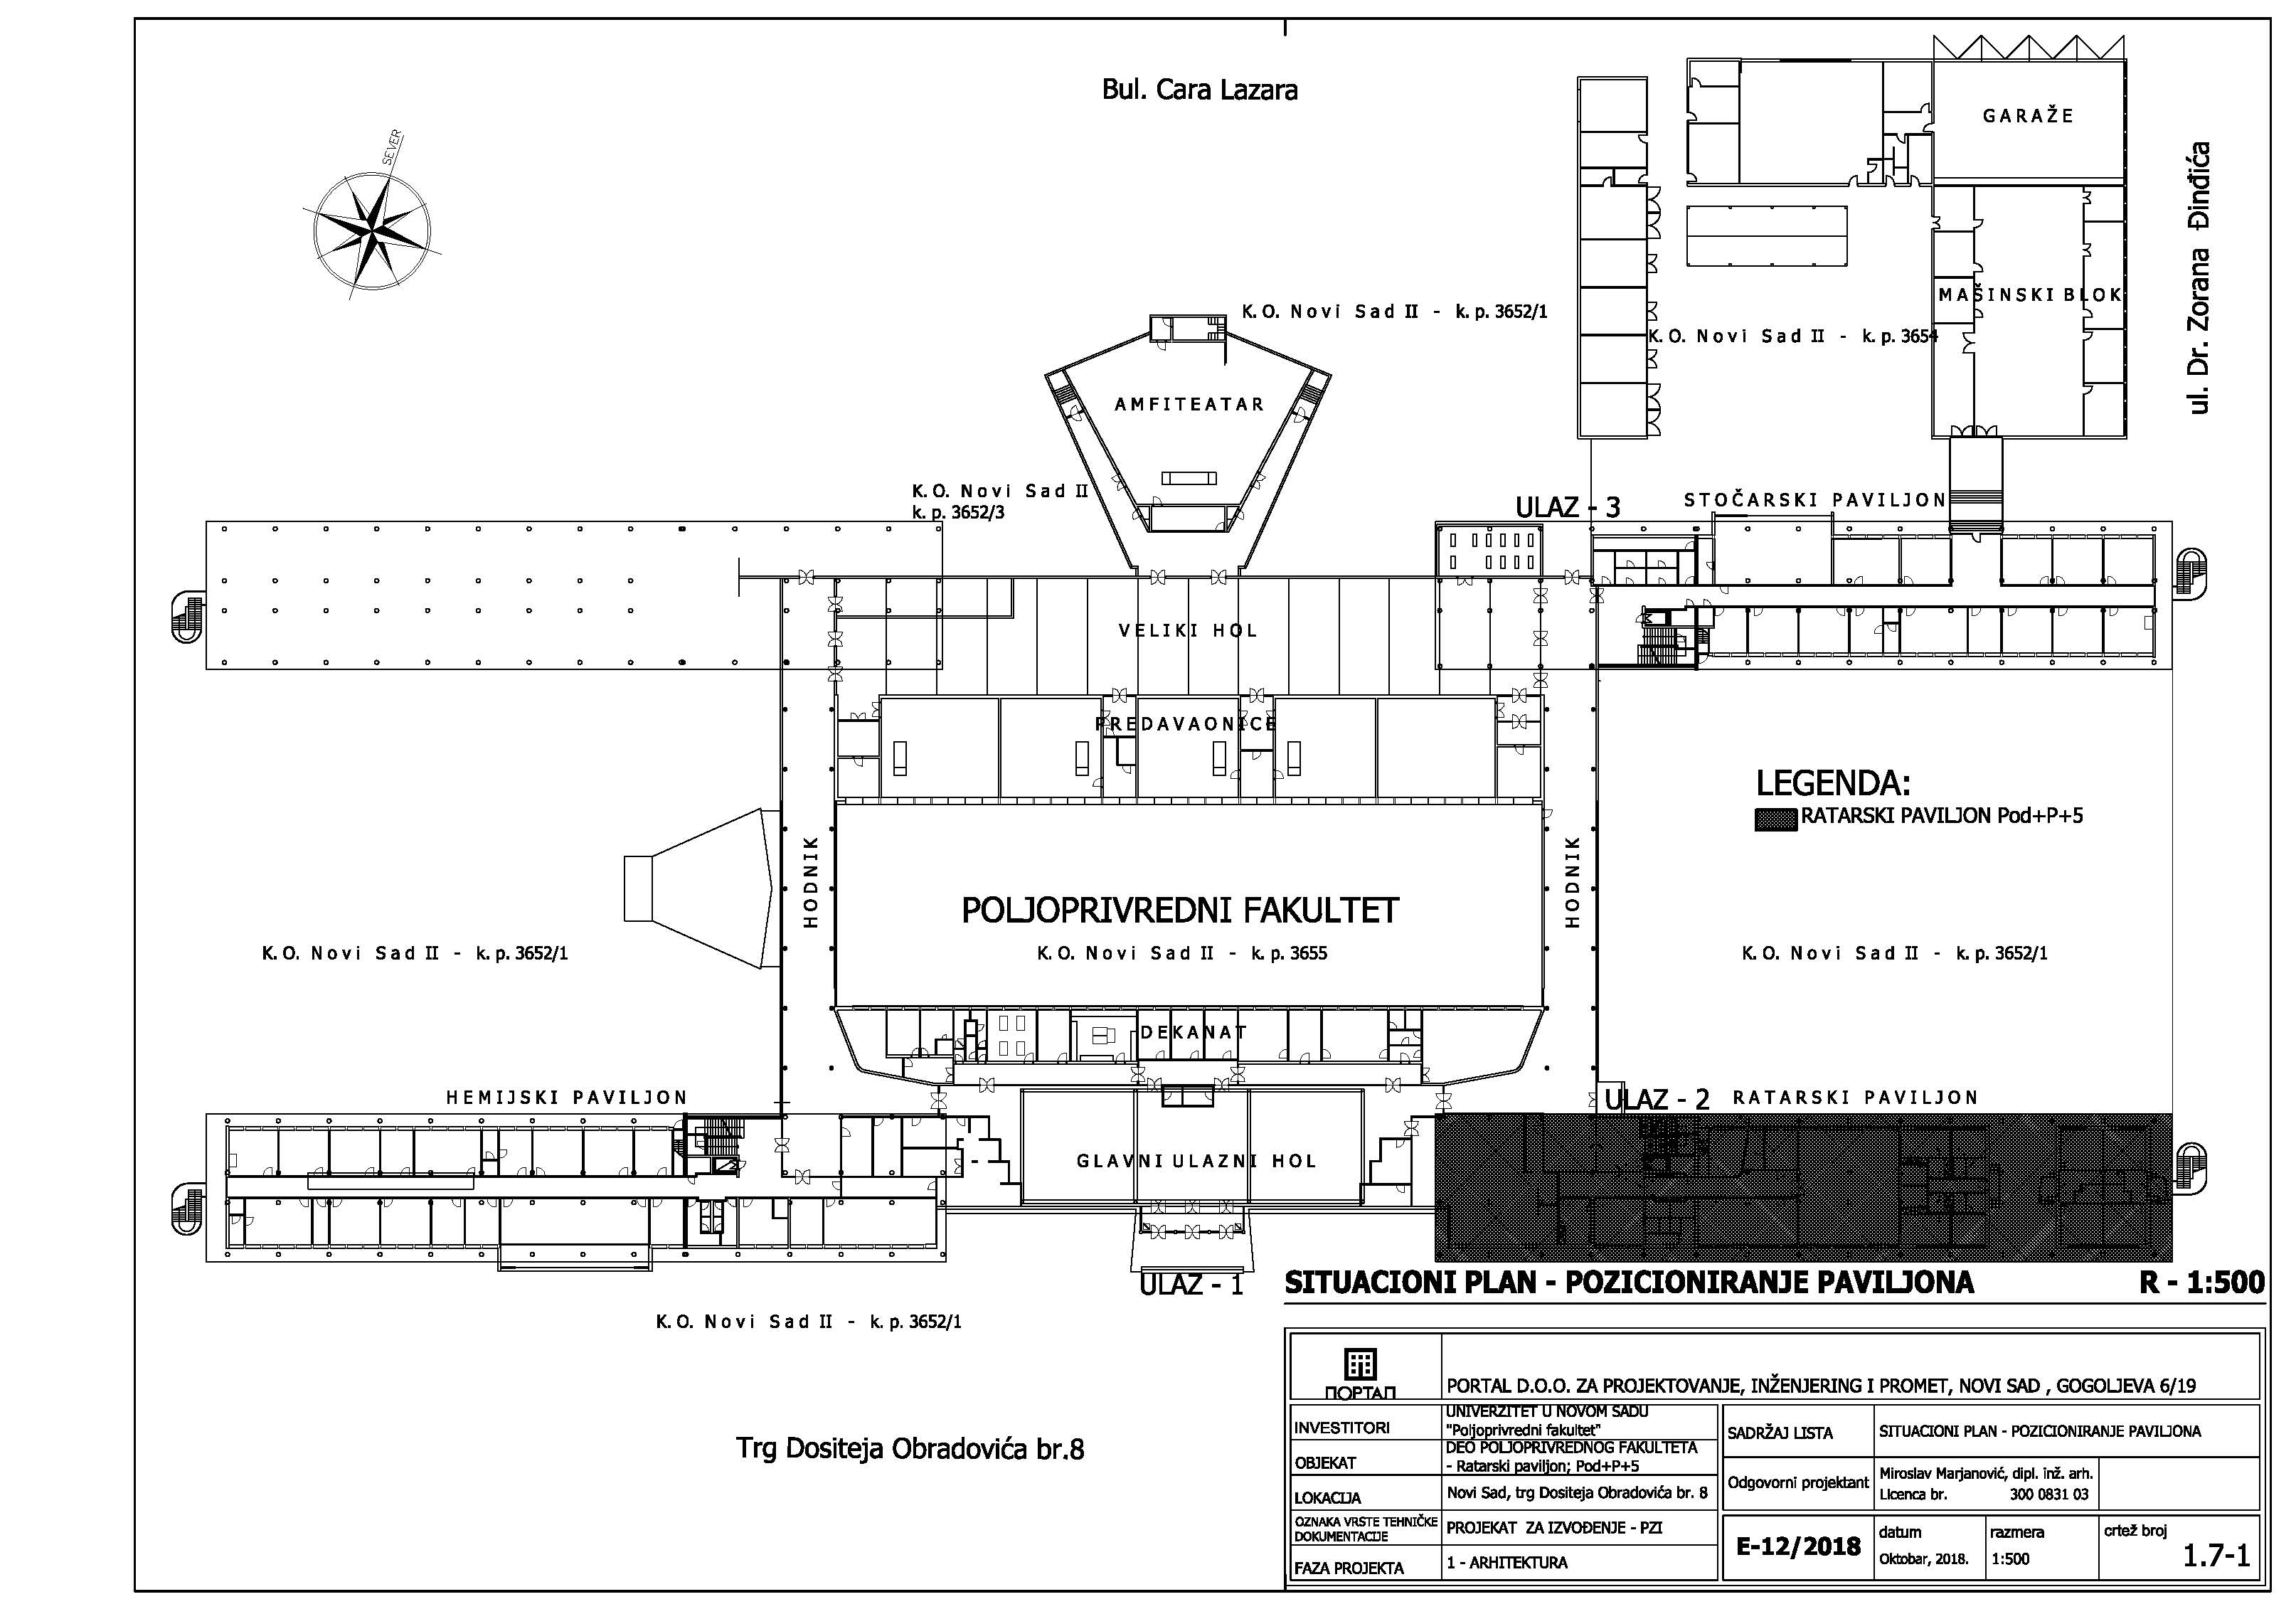 Bul. Cara Lazara
SEVER
GARAŽE
ul. Dr. Zorana Đinđića
MAŠINSKI BLOK
K.O. Novi Sad II - k.p. 3652/1
K.O. Novi Sad II - k.p. 3654
AMFITEATAR
K.O. Novi Sad II
k.p. 3652/3
ULAZ - 3
STOČARSKI PAVILJON
VELIKI HOL
PREDAVAONICE
LEGENDA:
RATARSKI PAVILJON Pod+P+5
HODNIK
HODNIK
POLJOPRIVREDNI FAKULTET
K.O. Novi Sad II - k.p. 3652/1
K.O. Novi Sad II - k.p. 3655
K.O. Novi Sad II - k.p. 3652/1
DEKANAT
HEMIJSKI PAVILJON
ULAZ - 2
RATARSKI PAVILJON
GLAVNI ULAZNI HOL
ULAZ - 1
SITUACIONI PLAN - POZICIONIRANJE PAVILJONA R - 1:500
K.O. Novi Sad II - k.p. 3652/1
Trg Dositeja Obradovića br.8
ПОРТАЛ
PORTAL D.O.O. ZA PROJEKTOVANJE, INŽENJERING I PROMET, NOVI SAD , GOGOLJEVA 6/19
INVESTITORI
UNIVERZITET U NOVOM SADU
"Poljoprivredni fakultet"
OBJEKAT
DEO POLJOPRIVREDNOG FAKULTETA
- Ratarski paviljon; Pod+P+5
LOKACIJA
Novi Sad, trg Dositeja Obradovića br. 8
OZNAKA VRSTE TEHNIČKE
DOKUMENTACIJE
PROJEKAT ZA IZVOĐENJE - PZI
FAZA PROJEKTA
1 - ARHITEKTURA
SADRŽAJ LISTA
SITUACIONI PLAN - POZICIONIRANJE PAVILJONA
Odgovorni projektant
Miroslav Marjanović, dipl. inž. arh.
Licenca br. 300 0831 03
E-12/2018
datum
Oktobar, 2018.
razmera
1:500
crtež broj
1.7-1